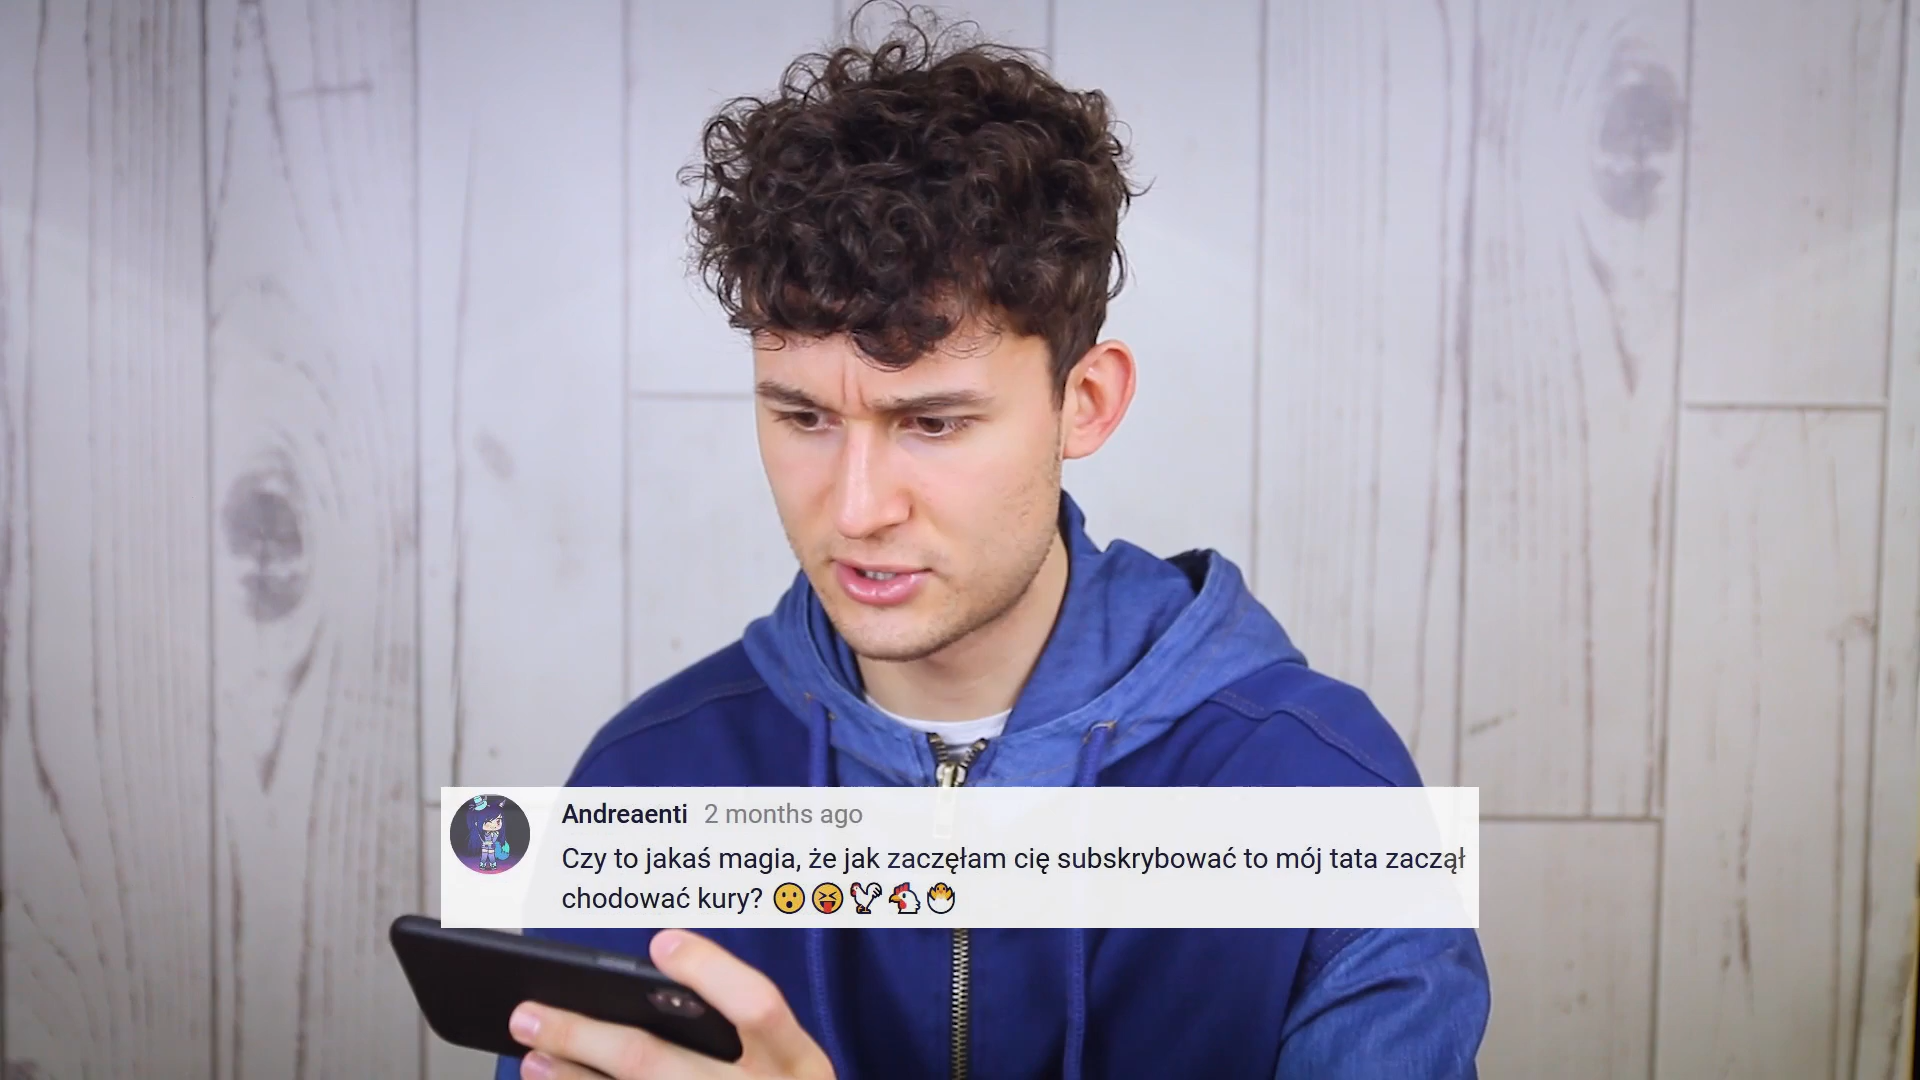 Andreaenti 2 months ago
Czy to jakaś magia, że jak zaczęłam cię subskrybować to mój tata zaczął
chodować kury? 😮😝🐓🐔🐣